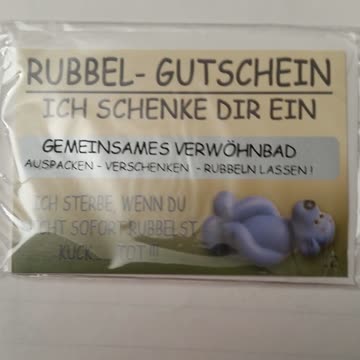 RUBBEL- GUTSCHEIN
ICH SCHENKE DIR EIN
GEMEINSAMES VERWÖHNBAD
AUSPACKEN - VERSCHENKEN - RUBBELN LASSEN !
ICH STERBE, WENN DU
NICHT SOFORT RUBBELST
KUCK.... TOT !!!